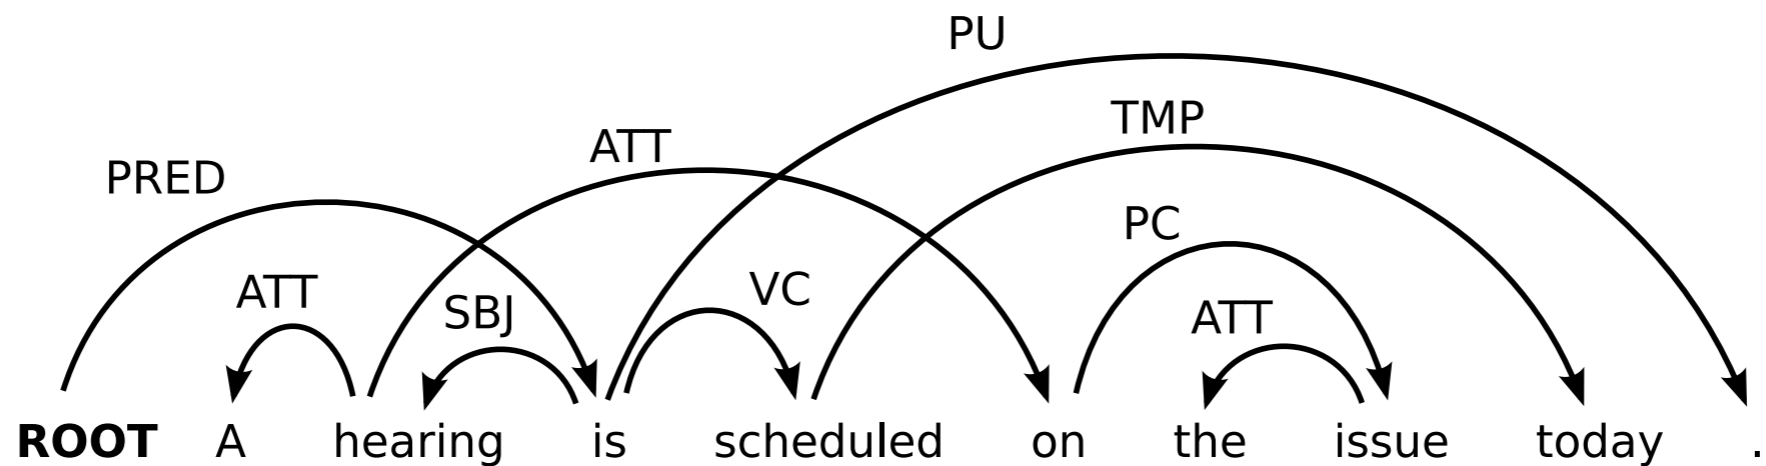 PU
TMP
ATT
PRED
PC
VC
ATT
SBJ
ATT
ROOT A hearing is scheduled on the issue today .